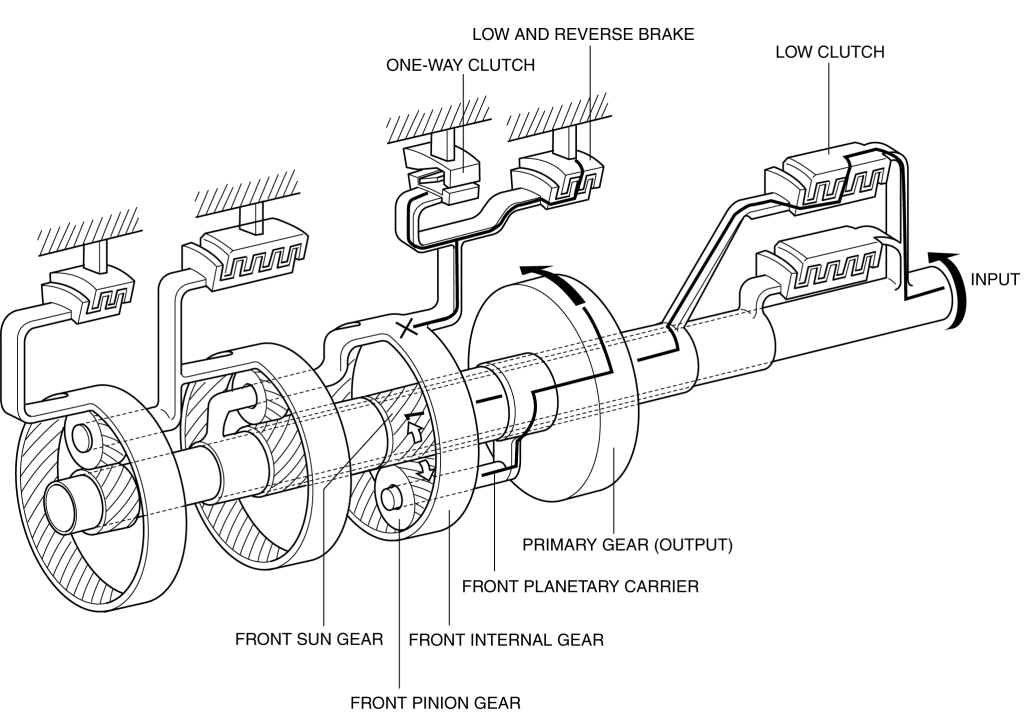 LOW AND REVERSE BRAKE
ONE-WAY CLUTCH
LOW CLUTCH
INPUT
PRIMARY GEAR (OUTPUT)
FRONT PLANETARY CARRIER
FRONT SUN GEAR
FRONT INTERNAL GEAR
FRONT PINION GEAR